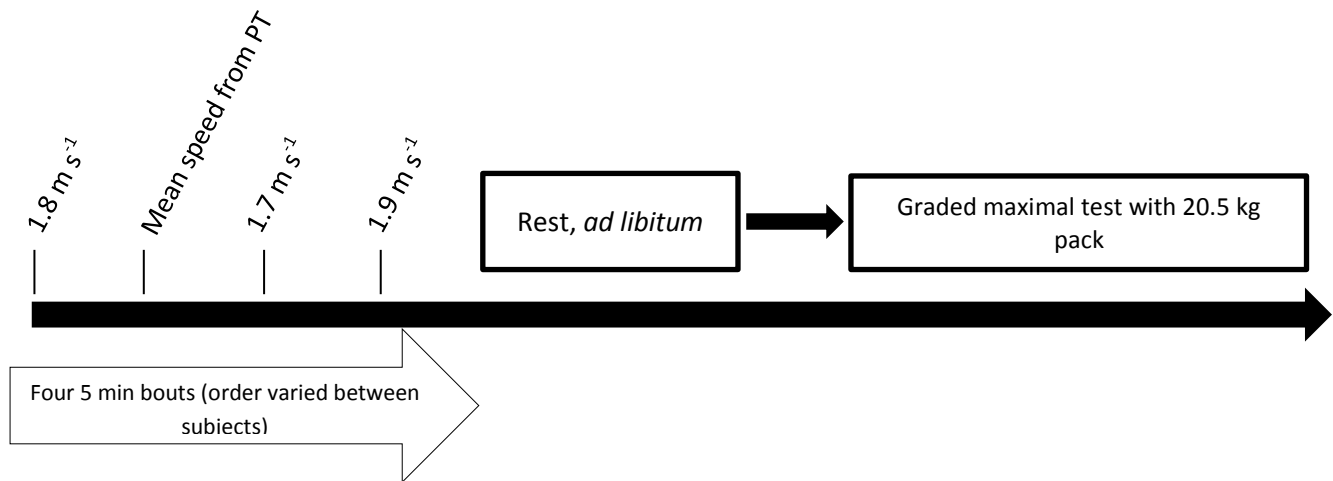 1.8 m s⁻¹
Mean speed from PT
1.7 m s⁻¹
1.9 m s⁻¹
Rest, ad libitum
Graded maximal test with 20.5 kg
pack
Four 5 min bouts (order varied between
subjects)